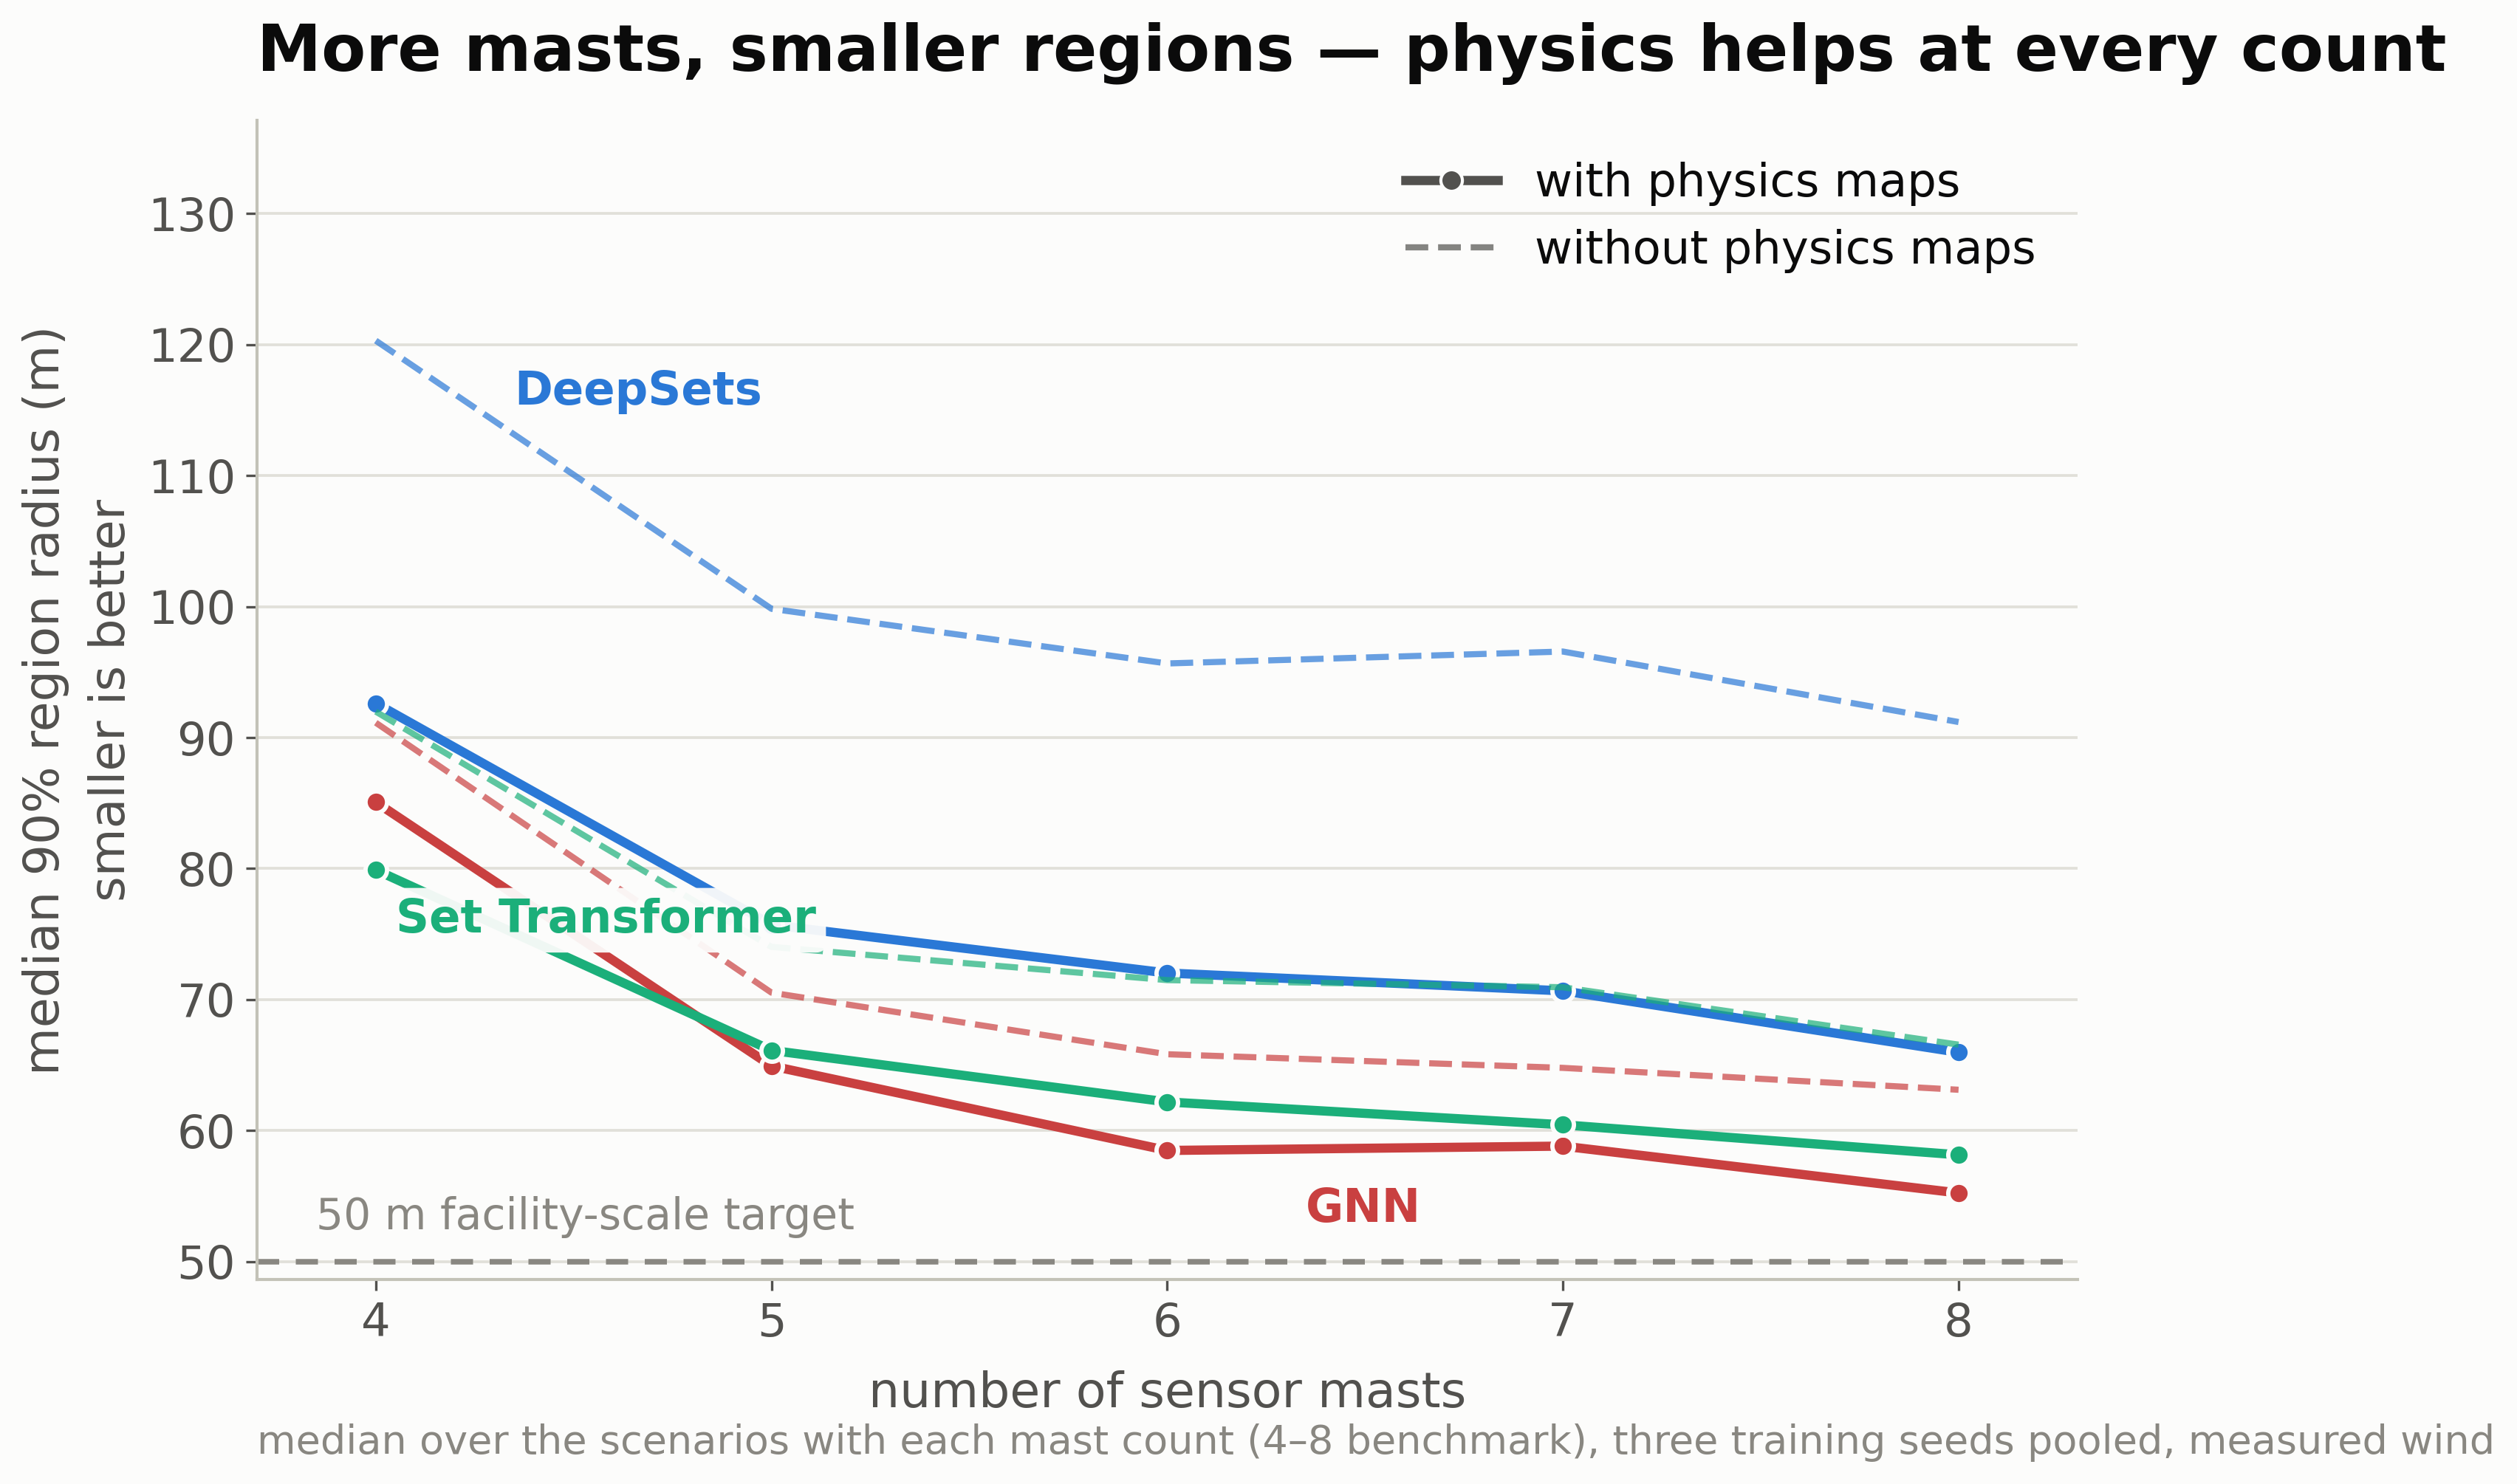 More masts, smaller regions — physics helps at every count
with physics maps
without physics maps
median 90% region radius (m)
smaller is better
130
120
110
100
90
80
70
60
50
DeepSets
Set Transformer
GNN
50 m facility-scale target
4
5
6
7
8
number of sensor masts
median over the scenarios with each mast count (4–8 benchmark), three training seeds pooled, measured wind